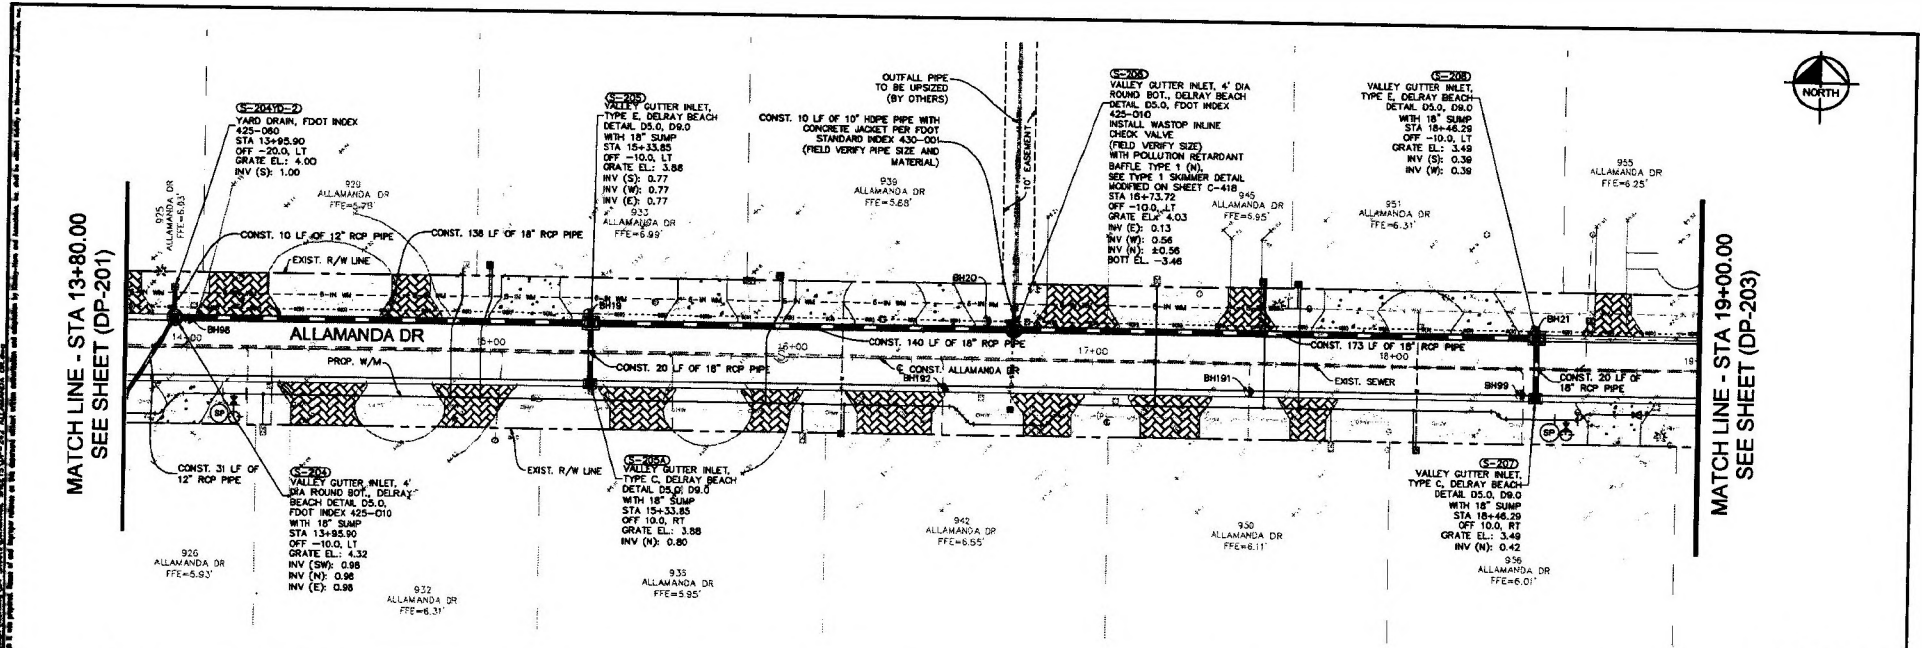 S-204YD-2
YARD DRAIN, FDOT INDEX
425-060
STA 13+95.90
OFF -20.0, LT
GRATE EL.: 4.00
INV (S): 1.00
S-205
VALLEY GUTTER INLET,
TYPE E, DELRAY BEACH
DETAIL D5.0, D9.0
WITH 18" SUMP
STA 15+33.85
OFF -10.0, LT
GRATE EL.: 3.88
INV (S): 0.77
INV (W): 0.77
INV (E): 0.77
OUTFALL PIPE
TO BE UPSIZED
(BY OTHERS)
CONST. 10 LF OF 10" HDPE PIPE WITH
CONCRETE JACKET PER FDOT
STANDARD INDEX 430-001
(FIELD VERIFY PIPE SIZE AND
MATERIAL)
10' EASEMENT
S-206
VALLEY GUTTER INLET, 4' DIA
ROUND BOT., DELRAY BEACH
DETAIL D5.0, FDOT INDEX
425-010
INSTALL WASTOP INLINE
CHECK VALVE
(FIELD VERIFY SIZE)
WITH POLLUTION RETARDANT
BAFFLE TYPE 1 (N),
SEE TYPE 1 SKIMMER DETAIL
MODIFIED ON SHEET C-418
STA 16+73.72
OFF -10.0, LT
GRATE EL.: 4.03
INV (E): 0.13
INV (W): 0.56
INV (N): ±0.56
BOTT EL. -3.46
S-208
VALLEY GUTTER INLET,
TYPE E, DELRAY BEACH
DETAIL D5.0, D9.0
WITH 18" SUMP
STA 18+46.29
OFF -10.0, LT
GRATE EL.: 3.49
INV (S): 0.39
INV (W): 0.39
NORTH
925
ALLAMANDA DR
FFE=6.03'
929
ALLAMANDA DR
FFE=5.78'
933
ALLAMANDA DR
FFE=6.99'
939
ALLAMANDA DR
FFE=5.68'
945
ALLAMANDA DR
FFE=5.95'
951
ALLAMANDA DR
FFE=6.31'
955
ALLAMANDA DR
FFE=6.25'
MATCH LINE - STA 13+80.00
SEE SHEET (DP-201)
CONST. 10 LF OF 12" RCP PIPE
CONST. 138 LF OF 18" RCP PIPE
EXIST. R/W LINE
BH98
BH19
BH20
BH21
ALLAMANDA DR
14+00
15+00
16+00
17+00
18+00
19+
CONST. 140 LF OF 18" RCP PIPE
CONST. 173 LF OF 18" RCP PIPE
PROP. W/M
CONST. 20 LF OF 18" RCP PIPE
CONST. ALLAMANDA DR
BH192
BH191
EXIST. SEWER
BH99
CONST. 20 LF OF
18" RCP PIPE
SP
SP
MATCH LINE - STA 19+00.00
SEE SHEET (DP-203)
CONST. 31 LF OF
12" RCP PIPE
S-204
VALLEY GUTTER INLET, 4'
DIA ROUND BOT., DELRAY
BEACH DETAIL D5.0,
FDOT INDEX 425-010
WITH 18" SUMP
STA 13+95.90
OFF -10.0, LT
GRATE EL.: 4.32
INV (SW): 0.98
INV (N): 0.98
INV (E): 0.98
EXIST. R/W LINE
S-205A
VALLEY GUTTER INLET,
TYPE C, DELRAY BEACH
DETAIL D5.0, D9.0
WITH 18" SUMP
STA 15+33.85
OFF 10.0, RT
GRATE EL.: 3.88
INV (N): 0.80
S-207
VALLEY GUTTER INLET,
TYPE C, DELRAY BEACH
DETAIL D5.0, D9.0
WITH 18" SUMP
STA 18+46.29
OFF 10.0, RT
GRATE EL.: 3.49
INV (N): 0.42
926
ALLAMANDA DR
FFE=5.93'
932
ALLAMANDA DR
FFE=6.31'
935
ALLAMANDA DR
FFE=5.95'
942
ALLAMANDA DR
FFE=6.55'
950
ALLAMANDA DR
FFE=6.11'
956
ALLAMANDA DR
FFE=6.01'